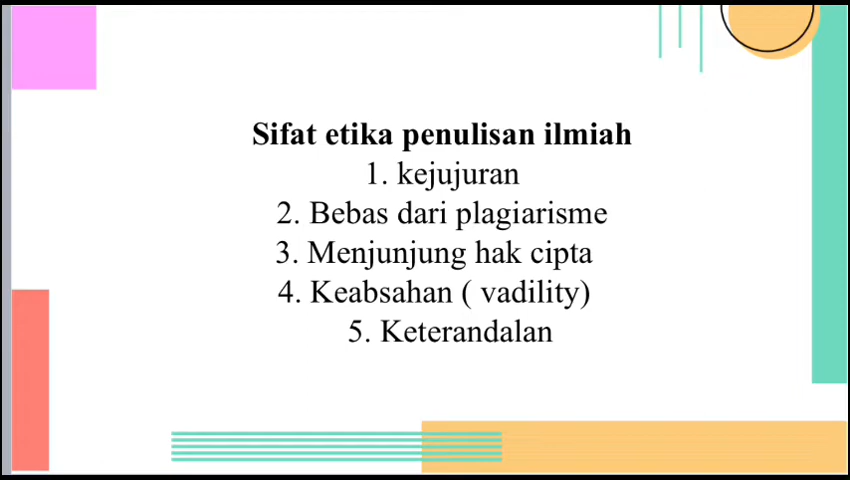 Sifat etika penulisan ilmiah
1. kejujuran
2. Bebas dari plagiarisme
3. Menjunjung hak cipta
4. Keabsahan ( vadility)
5. Keterandalan